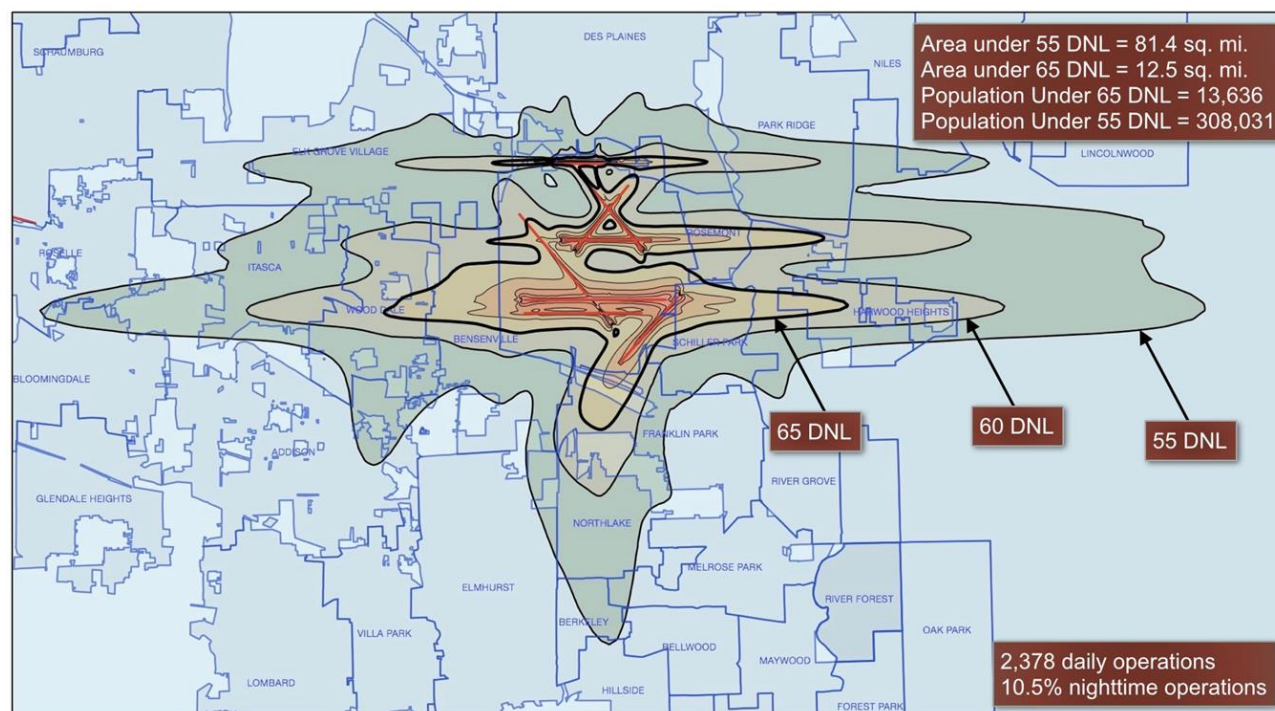 DES PLAINES
SCHAUMBURG
NILES
Area under 55 DNL = 81.4 sq. mi.
Area under 65 DNL = 12.5 sq. mi.
Population Under 65 DNL = 13,636
Population Under 55 DNL = 308,031
PARK RIDGE
ELK GROVE VILLAGE
LINCOLNWOOD
ROSEMONT
ROSELLE
ITASCA
WOOD DALE
HARWOOD HEIGHTS
BENSENVILLE
SCHILLER PARK
BLOOMINGDALE
65 DNL
60 DNL
55 DNL
FRANKLIN PARK
ADDISON
RIVER GROVE
GLENDALE HEIGHTS
NORTHLAKE
MELROSE PARK
ELMHURST
RIVER FOREST
BERKELEY
OAK PARK
VILLA PARK
BELLWOOD
MAYWOOD
2,378 daily operations
10.5% nighttime operations
LOMBARD
HILLSIDE
FOREST PARK